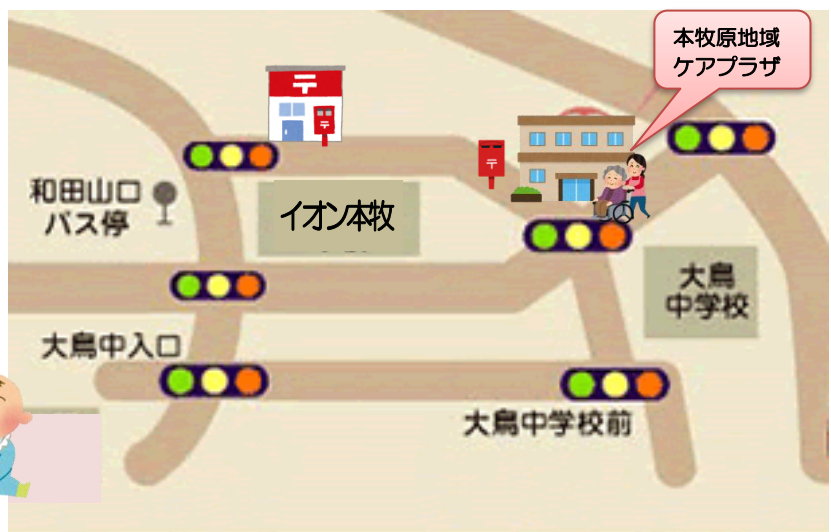 本牧原地域
ケアプラザ
〒
〒
〒
和田山口
バス停
イオン本牧
大鳥
中学校
大鳥中入口
大鳥中学校前